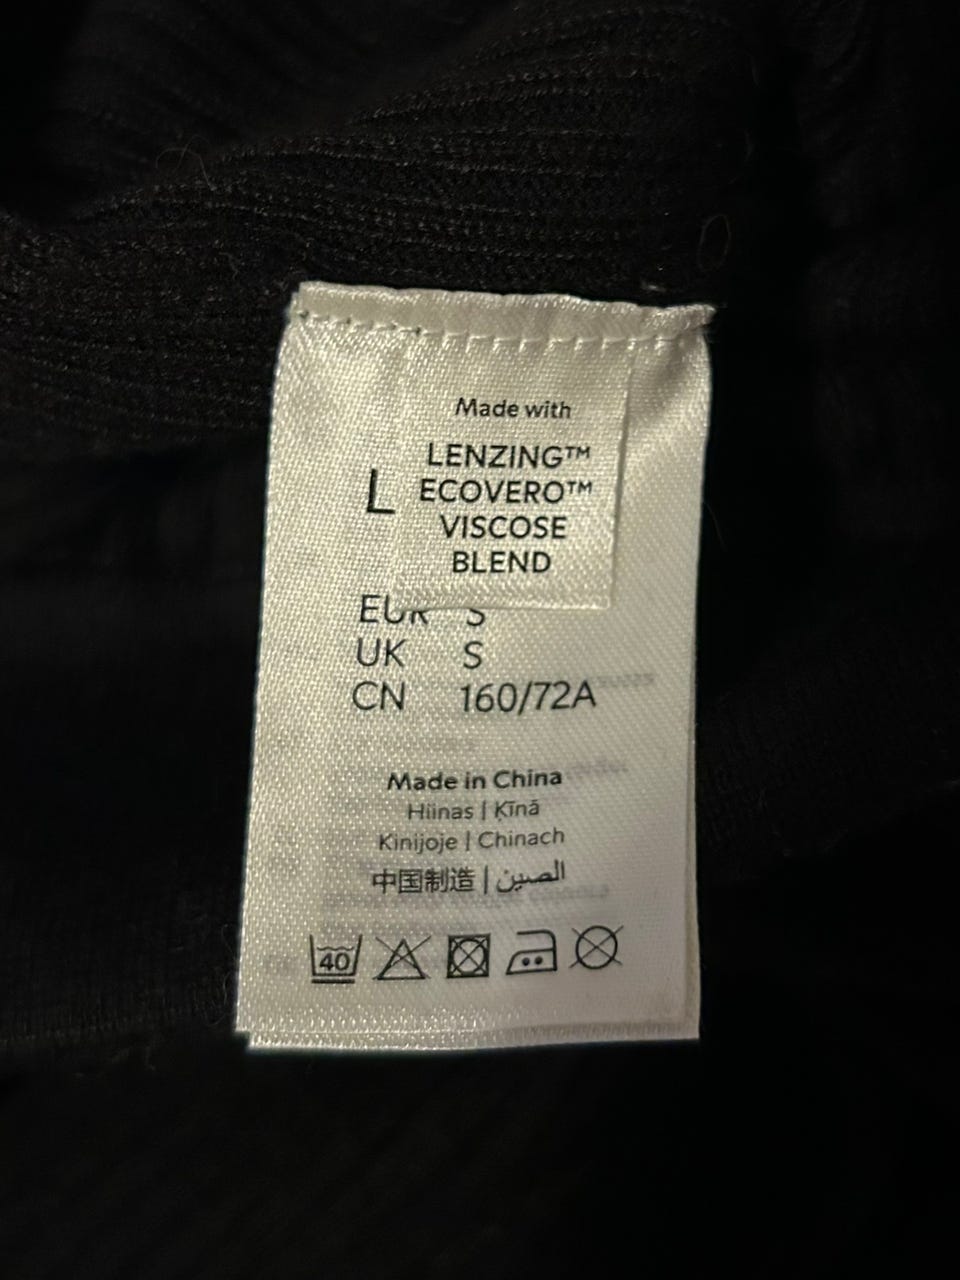 Made with
LENZING™
ECOVERO™
VISCOSE
BLEND
L
EUR S
UK S
CN 160/72A
Made in China
Hiinas | Ķīnā
Kinijoje | Chinach
中国制造 | الصين
40